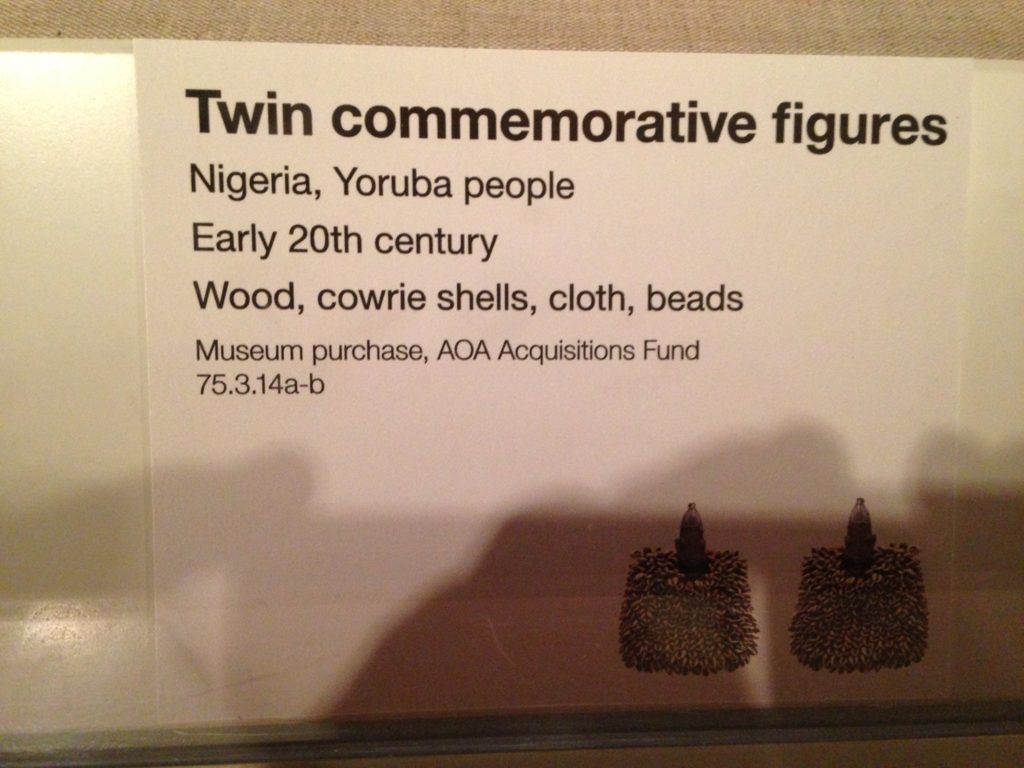 Twin commemorative figures
Nigeria, Yoruba people
Early 20th century
Wood, cowrie shells, cloth, beads
Museum purchase, AOA Acquisitions Fund
75.3.14a-b